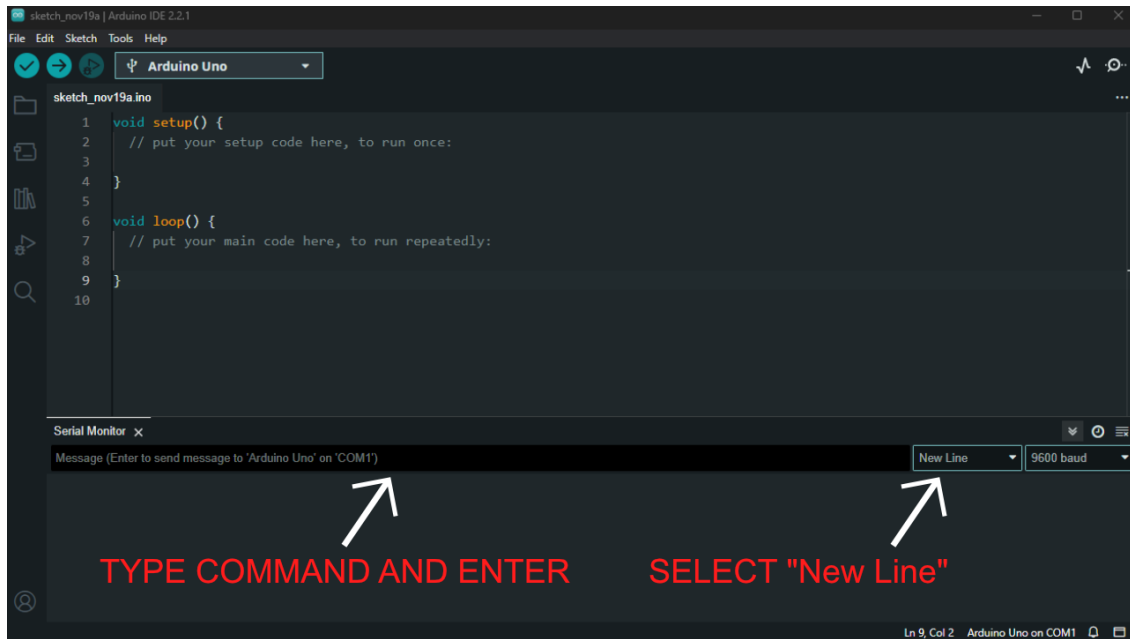 sketch_nov19a | Arduino IDE 2.2.1
File Edit Sketch Tools Help
Arduino Uno
sketch_nov19a.ino
1 void setup() {
2 // put your setup code here, to run once:
3
4 }
5
6 void loop() {
7 // put your main code here, to run repeatedly:
8
9 }
10
Serial Monitor
Message (Enter to send message to 'Arduino Uno' on 'COM1')
New Line
9600 baud
TYPE COMMAND AND ENTER
SELECT "New Line"
Ln 9, Col 2 Arduino Uno on COM1